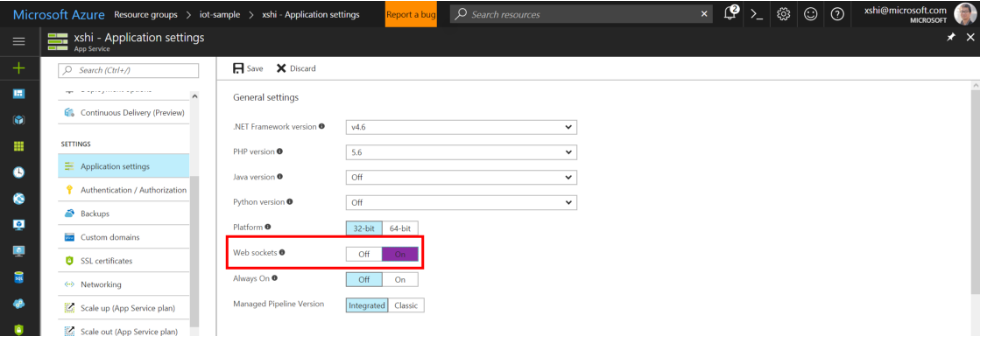 Microsoft Azure Resource groups > iot-sample > xshi - Application settings Report a bug Search resources 2 xshi@microsoft.com
MICROSOFT
xshi - Application settings
App Service
Search (Ctrl+/)
Save Discard
General settings
Continuous Delivery (Preview)
.NET Framework version v4.6
SETTINGS
PHP version 5.6
Application settings
Java version Off
Authentication / Authorization
Python version Off
Backups
Platform 32-bit 64-bit
Custom domains
Web sockets Off On
SSL certificates
Always On Off On
Networking
Managed Pipeline Version Integrated Classic
Scale up (App Service plan)
Scale out (App Service plan)